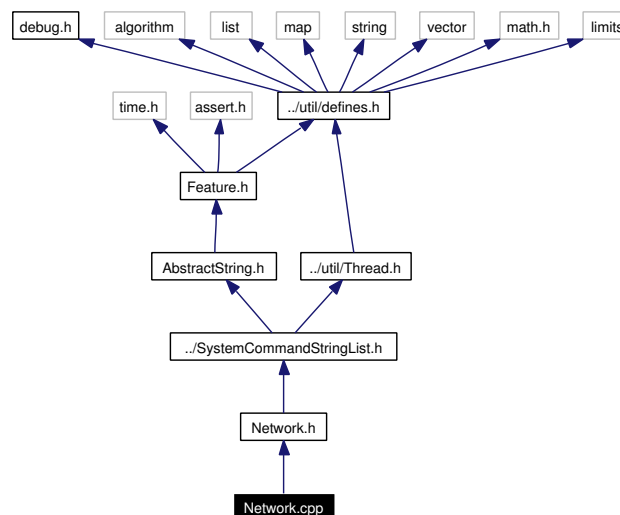 debug.h
algorithm
list
map
string
vector
math.h
limits
time.h
assert.h
../util/defines.h
Feature.h
AbstractString.h
../util/Thread.h
../SystemCommandStringList.h
Network.h
Network.cpp